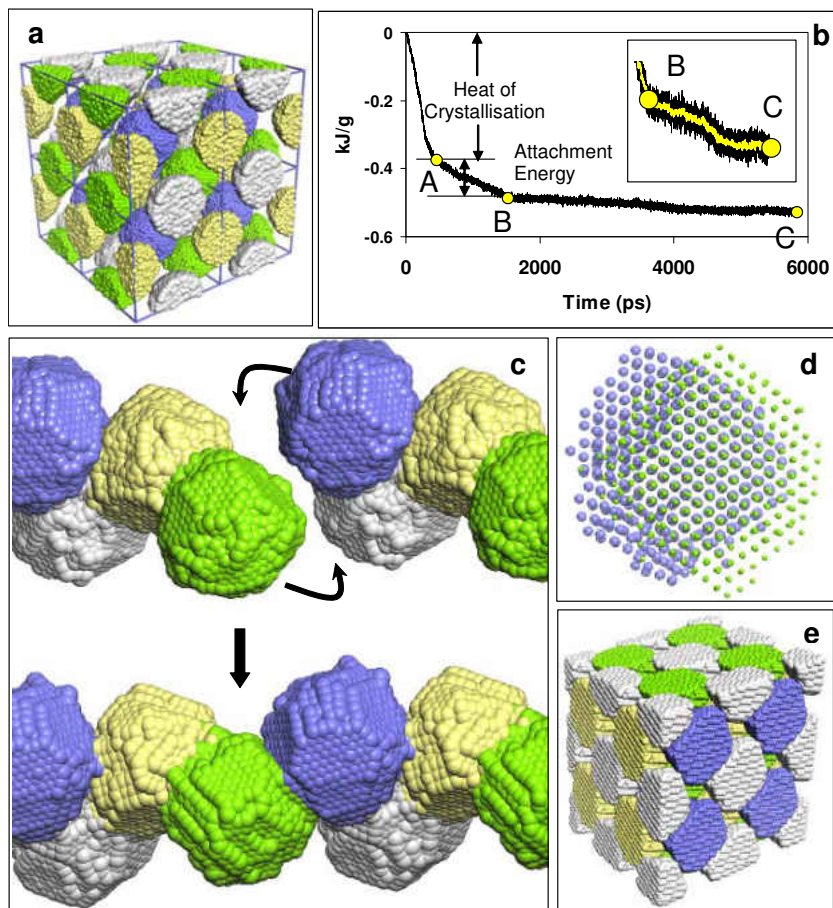 a
b
0
-0.2
-0.4
-0.6
kJ/g
Heat of
Crystallisation
Attachment
Energy
A
B
C
B
C
0
2000
4000
6000
Time (ps)
c
d
e